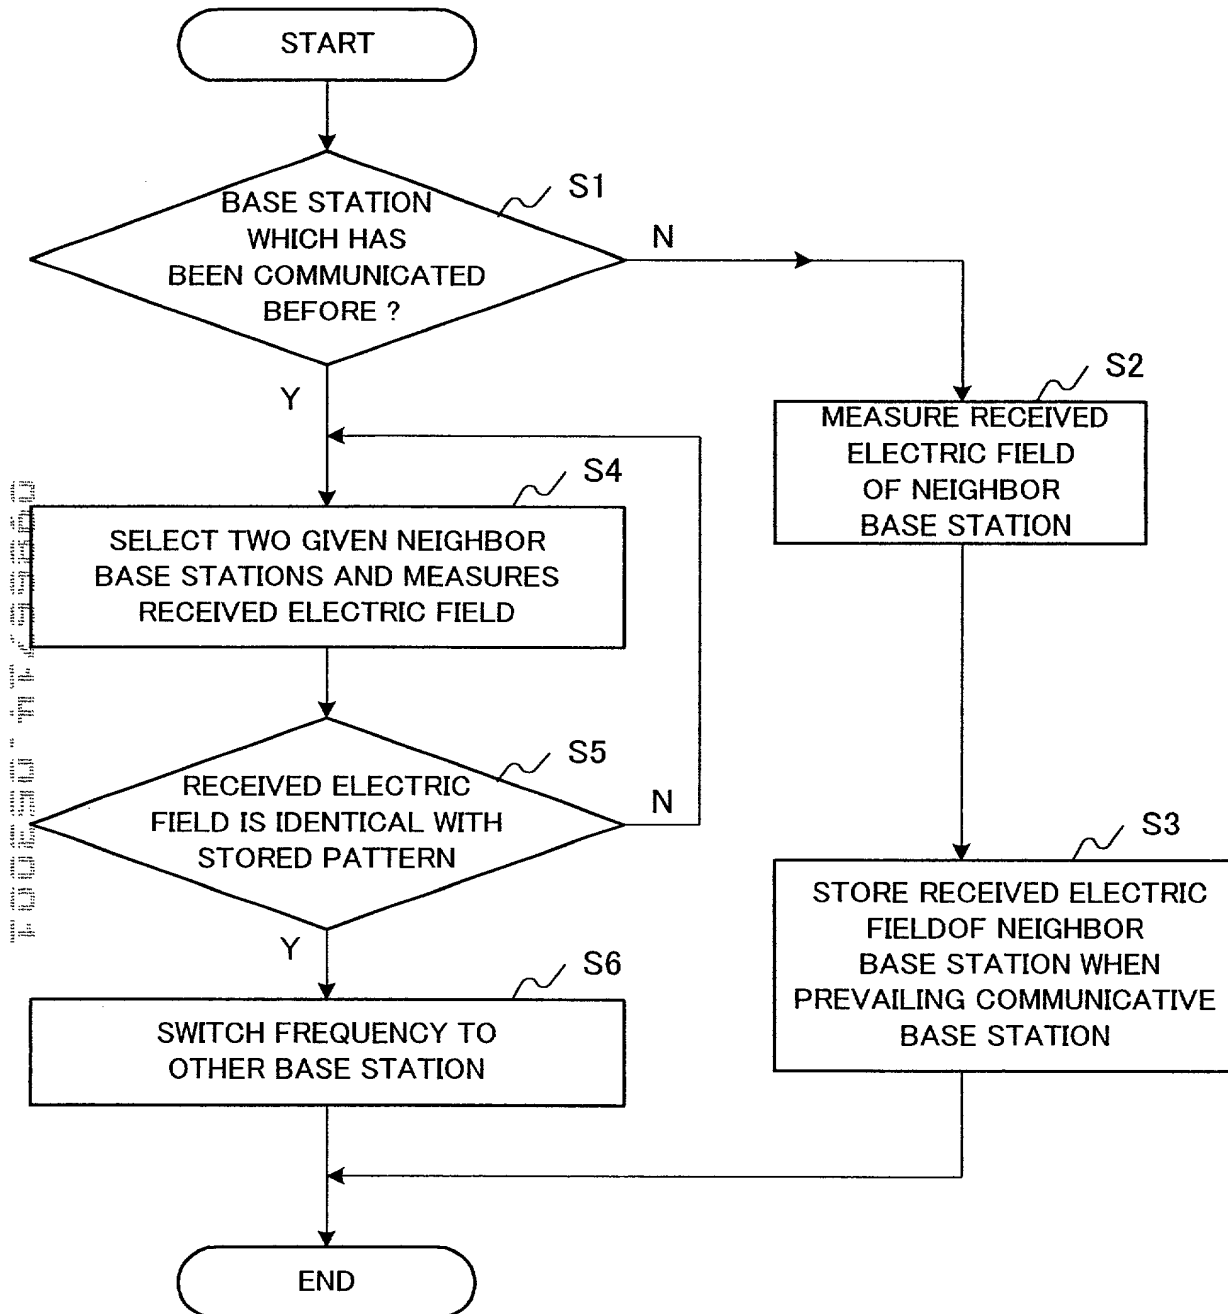 START
BASE STATION
WHICH HAS
BEEN COMMUNICATED
BEFORE ?
S1
N
Y
S2
MEASURE RECEIVED
ELECTRIC FIELD
OF NEIGHBOR
BASE STATION
S4
SELECT TWO GIVEN NEIGHBOR
BASE STATIONS AND MEASURES
RECEIVED ELECTRIC FIELD
S5
RECEIVED ELECTRIC
FIELD IS IDENTICAL WITH
STORED PATTERN
N
Y
S3
STORE RECEIVED ELECTRIC
FIELDOF NEIGHBOR
BASE STATION WHEN
PREVAILING COMMUNICATIVE
BASE STATION
S6
SWITCH FREQUENCY TO
OTHER BASE STATION
END